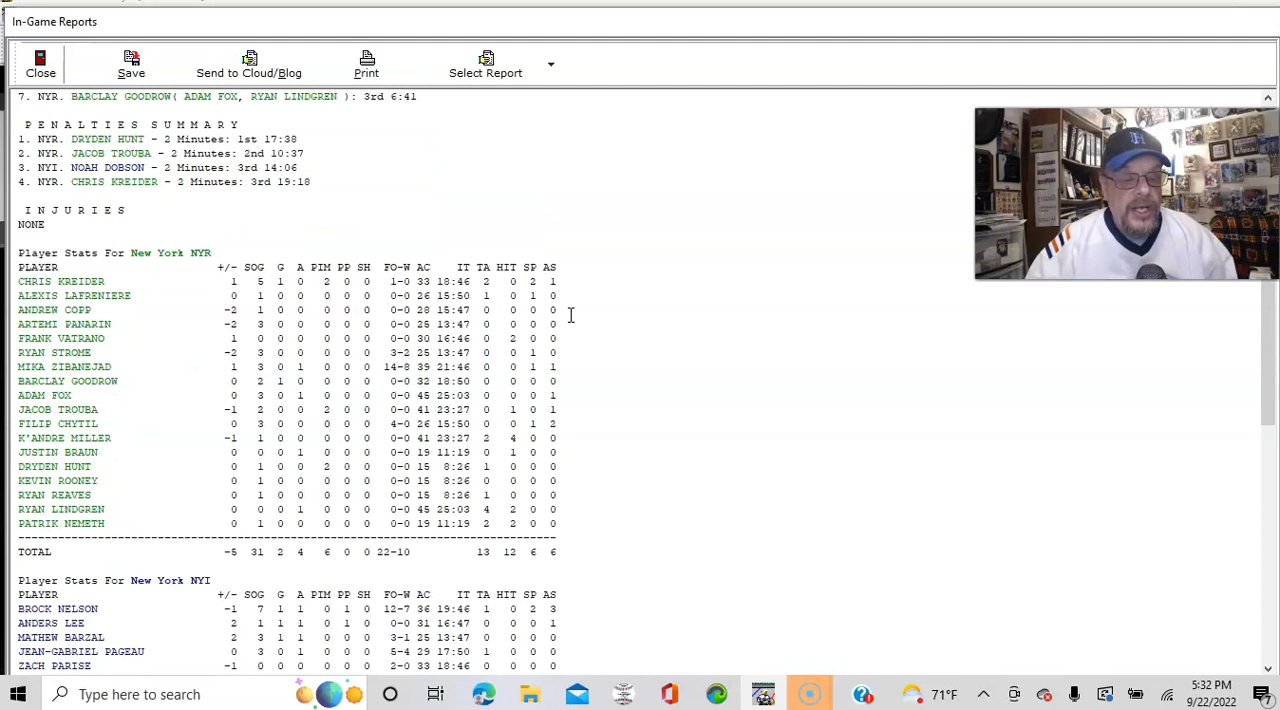 In-Game Reports
Close Save Send to Cloud/Blog Print Select Report
7. NYR. BARCLAY GOODROW( ADAM FOX, RYAN LINDGREN ): 3rd 6:41
P E N A L T I E S  S U M M A R Y
1. NYR. DRYDEN HUNT - 2 Minutes: 1st 17:38
2. NYR. JACOB TROUBA - 2 Minutes: 2nd 10:37
3. NYI. NOAH DOBSON - 2 Minutes: 3rd 14:06
4. NYR. CHRIS KREIDER - 2 Minutes: 3rd 19:18
I N J U R I E S
NONE
Player Stats For New York NYR
PLAYER +/- SOG G A PIM PP SH FO-W AC IT TA HIT SP AS
CHRIS KREIDER 1 5 1 0 2 0 0 1-0 33 18:46 2 0 2 1
ALEXIS LAFRENIERE 0 1 0 0 0 0 0 0-0 26 15:50 1 0 1 0
ANDREW COPP -2 1 0 0 0 0 0 0-0 28 15:47 0 0 0 0
ARTEMI PANARIN -2 3 0 0 0 0 0 0-0 25 13:47 0 0 0 0
FRANK VATRANO 1 0 0 0 0 0 0 0-0 30 16:46 0 2 0 0
RYAN STROME -2 3 0 0 0 0 0 3-2 25 13:47 0 0 1 0
MIKA ZIBANEJAD 1 3 0 1 0 0 0 14-8 39 21:46 0 0 1 1
BARCLAY GOODROW 0 2 1 0 0 0 0 0-0 32 18:50 0 0 0 0
ADAM FOX 0 3 0 1 0 0 0 0-0 45 25:03 0 0 0 1
JACOB TROUBA -1 2 0 0 2 0 0 0-0 41 23:27 0 1 0 1
FILIP CHYTIL 0 3 0 0 0 0 0 4-0 26 15:50 0 0 1 2
K'ANDRE MILLER -1 1 0 0 0 0 0 0-0 41 23:27 2 4 0 0
JUSTIN BRAUN 0 0 0 1 0 0 0 0-0 19 11:19 0 1 0 0
DRYDEN HUNT 0 1 0 0 2 0 0 0-0 15 8:26 1 0 0 0
KEVIN ROONEY 0 1 0 0 0 0 0 0-0 15 8:26 0 0 0 0
RYAN REAVES 0 1 0 0 0 0 0 0-0 15 8:26 1 0 0 0
RYAN LINDGREN 0 0 0 1 0 0 0 0-0 45 25:03 4 2 0 0
PATRIK NEMETH 0 1 0 0 0 0 0 0-0 19 11:19 2 2 0 0
TOTAL -5 31 2 4 6 0 0 22-10 13 12 6 6
Player Stats For New York NYI
PLAYER +/- SOG G A PIM PP SH FO-W AC IT TA HIT SP AS
BROCK NELSON -1 7 1 1 0 1 0 12-7 36 19:46 1 0 2 3
ANDERS LEE 2 1 1 1 0 1 0 0-0 31 16:47 0 0 0 1
MATHEW BARZAL 2 3 1 1 0 0 0 3-1 25 13:47 0 0 0 0
JEAN-GABRIEL PAGEAU 0 3 0 1 0 0 0 5-4 29 17:50 1 0 0 0
ZACH PARISE -1 0 0 0 0 0 0 2-0 33 18:46 0 0 0 0
Type here to search
71°F
5:32 PM
9/22/2022
7